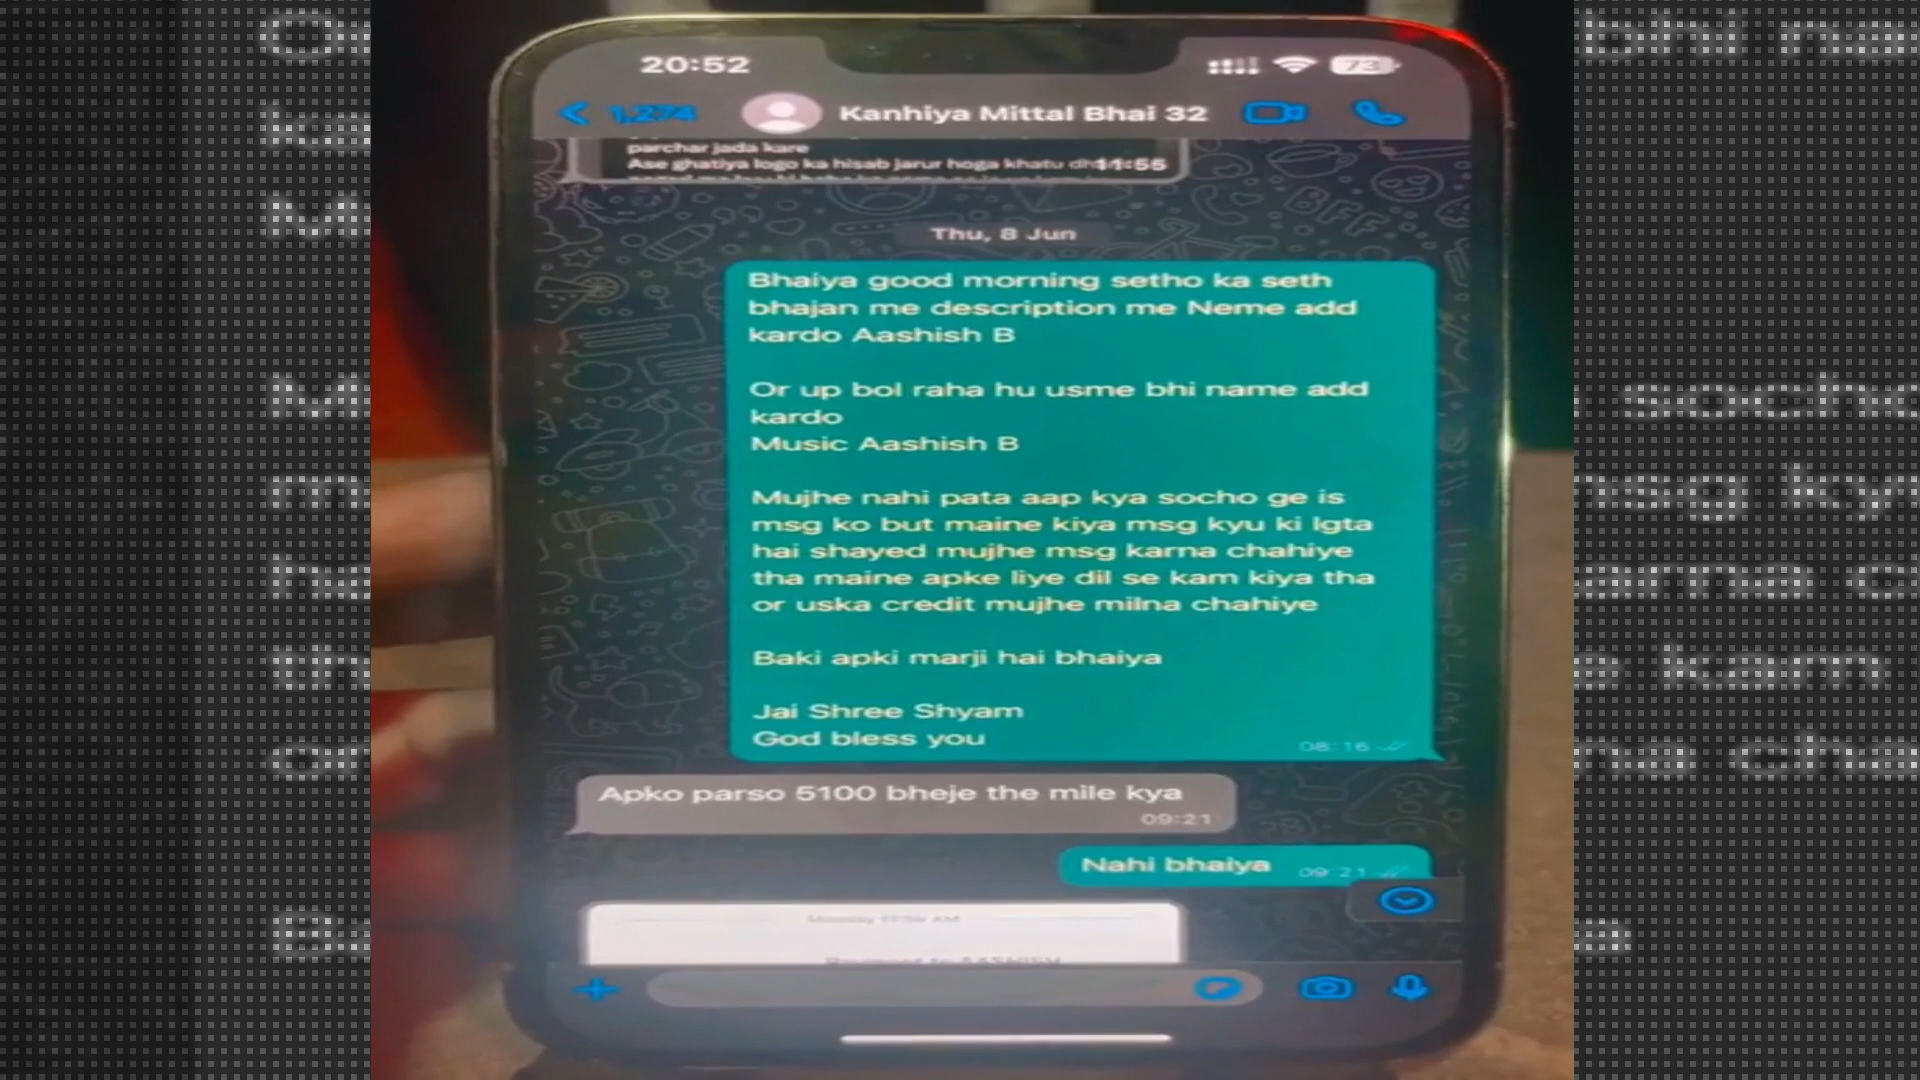 20:52
73
1,274
Kanhiya Mittal Bhai 32
parchar jada kare
Ase ghatiya logo ka hisab jarur hoga khatu
11:55
BFF
Thu, 8 Jun
Bhaiya good morning setho ka seth
bhajan me description me Neme add
kardo Aashish B
Or up bol raha hu usme bhi name add
kardo
Music Aashish B
Mujhe nahi pata aap kya socho ge is
msg ko but maine kiya msg kyu ki lgta
hai shayed mujhe msg karna chahiye
tha maine apke liye dil se kam kiya tha
or uska credit mujhe milna chahiye
Baki apki marji hai bhaiya
Jai Shree Shyam
God bless you
08:16
Apko parso 5100 bheje the mile kya
09:21
Nahi bhaiya
09:21